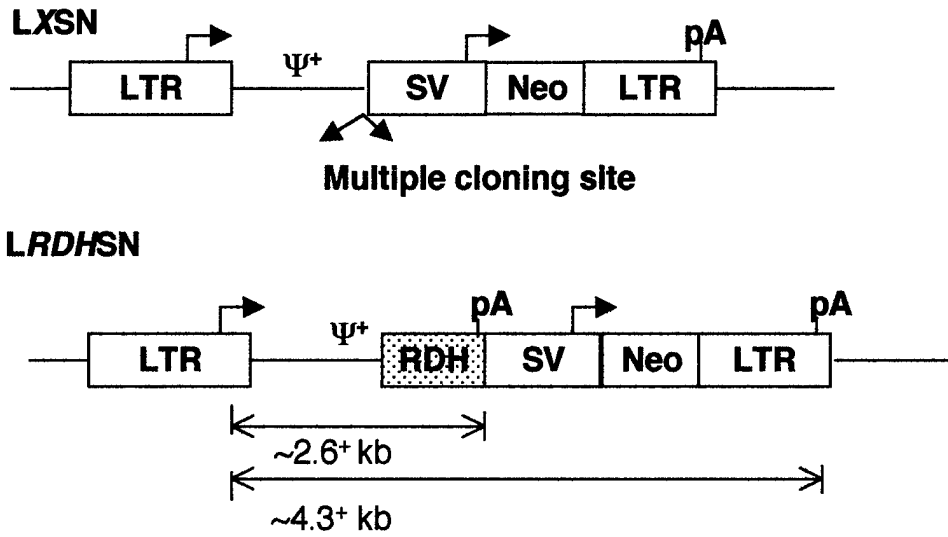 LXSN
pA
LTR Ψ+ SV Neo LTR
Multiple cloning site
LRDHSN
pA pA
LTR Ψ+ RDH SV Neo LTR
~2.6+ kb
~4.3+ kb